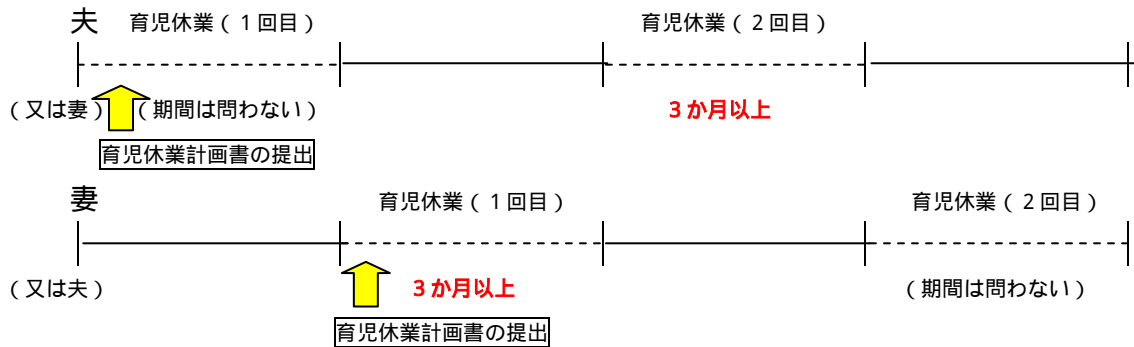 夫 育児休業（１回目） 育児休業（２回目）
（又は妻） （期間は問わない） ３か月以上
育児休業計画書の提出
妻 育児休業（１回目） 育児休業（２回目）
（又は夫） ３か月以上 （期間は問わない）
育児休業計画書の提出